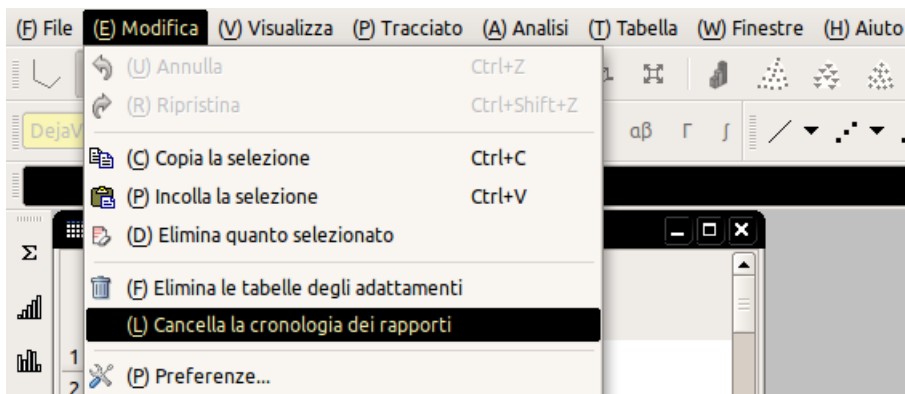 (F) File (E) Modifica (V) Visualizza (P) Tracciato (A) Analisi (T) Tabella (W) Finestre (H) Aiuto
(U) Annulla Ctrl+Z
(R) Ripristina Ctrl+Shift+Z
DejaV αβ Γ ∫
(C) Copia la selezione Ctrl+C
(P) Incolla la selezione Ctrl+V
(D) Elimina quanto selezionato
Σ
(F) Elimina le tabelle degli adattamenti
(L) Cancella la cronologia dei rapporti
1
(P) Preferenze...
2